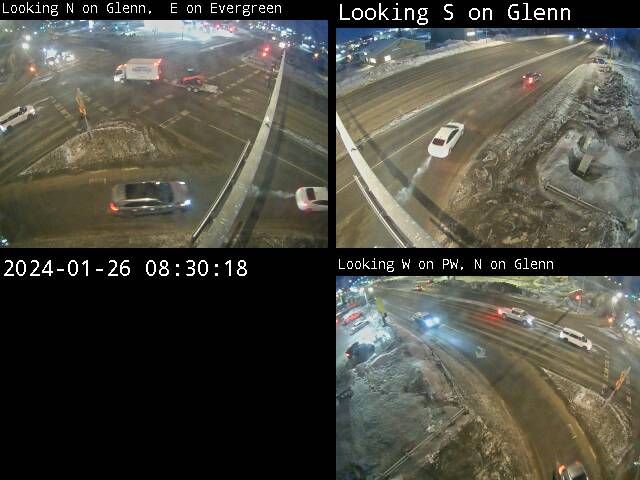 Looking N on Glenn,  E on Evergreen
Looking S on Glenn
2024-01-26 08:30:18
Looking W on PW, N on Glenn